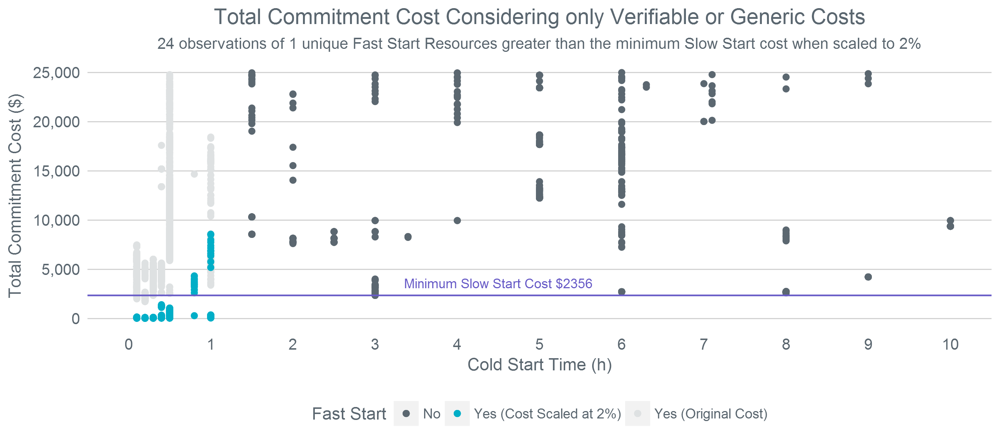 Total Commitment Cost Considering only Verifiable or Generic Costs
24 observations of 1 unique Fast Start Resources greater than the minimum Slow Start cost when scaled to 2%
Total Commitment Cost ($)
25,000
20,000
15,000
10,000
5,000
0
Minimum Slow Start Cost $2356
0 1 2 3 4 5 6 7 8 9 10
Cold Start Time (h)
Fast Start No Yes (Cost Scaled at 2%) Yes (Original Cost)